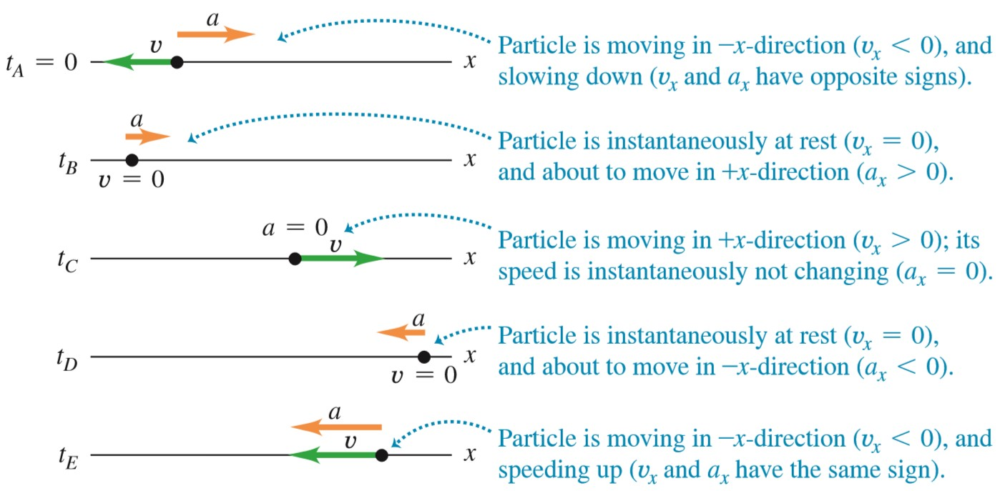 a
v
t_A = 0
x
Particle is moving in −x-direction (v_x < 0), and
slowing down (v_x and a_x have opposite signs).
a
t_B
v = 0
x
Particle is instantaneously at rest (v_x = 0),
and about to move in +x-direction (a_x > 0).
a = 0
v
t_C
x
Particle is moving in +x-direction (v_x > 0); its
speed is instantaneously not changing (a_x = 0).
a
t_D
v = 0
x
Particle is instantaneously at rest (v_x = 0),
and about to move in −x-direction (a_x < 0).
a
v
t_E
x
Particle is moving in −x-direction (v_x < 0), and
speeding up (v_x and a_x have the same sign).